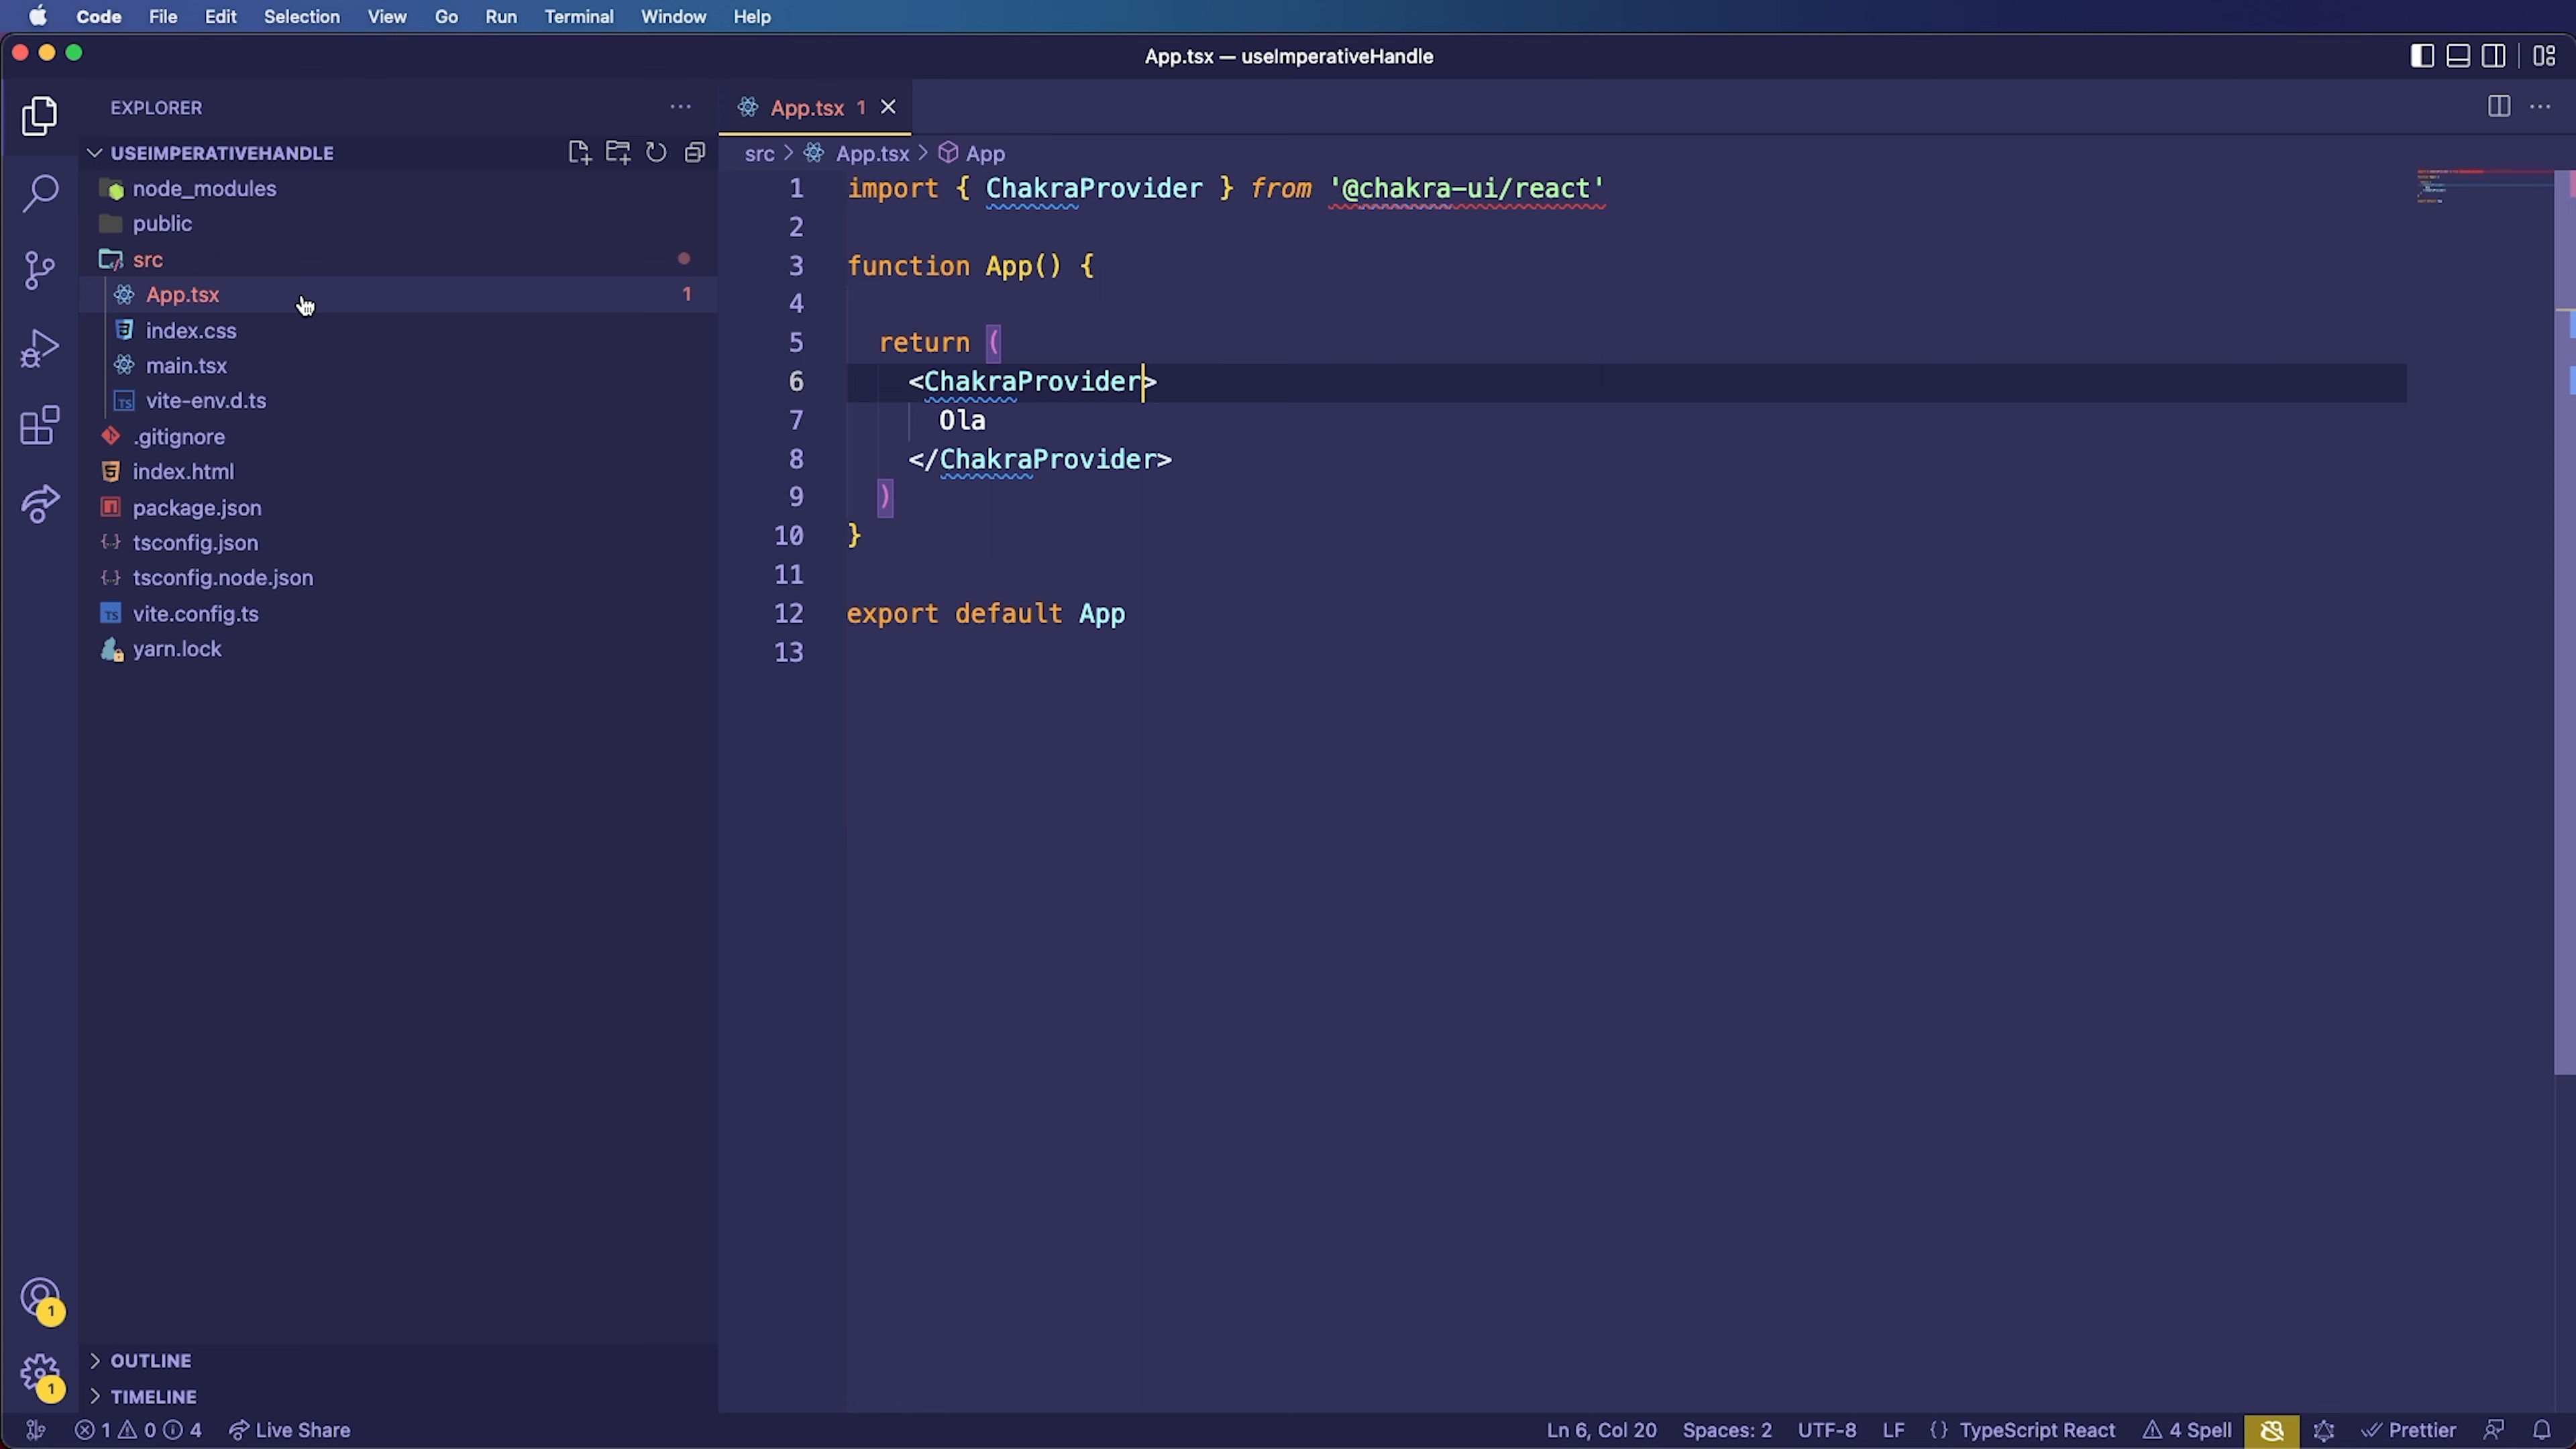 Code File Edit Selection View Go Run Terminal Window Help
App.tsx — useImperativeHandle
EXPLORER
USEIMPERATIVEHANDLE
node_modules
public
src
App.tsx 1
index.css
main.tsx
TS vite-env.d.ts
.gitignore
index.html
package.json
tsconfig.json
tsconfig.node.json
TS vite.config.ts
yarn.lock
OUTLINE
TIMELINE
1
1
App.tsx 1
src > App.tsx > App
1 import { ChakraProvider } from '@chakra-ui/react'
2
3 function App() {
4
5 return (
6 <ChakraProvider>
7 Ola
8 </ChakraProvider>
9 )
10 }
11
12 export default App
13
1 0 4 Live Share Ln 6, Col 20 Spaces: 2 UTF-8 LF {} TypeScript React 4 Spell Prettier